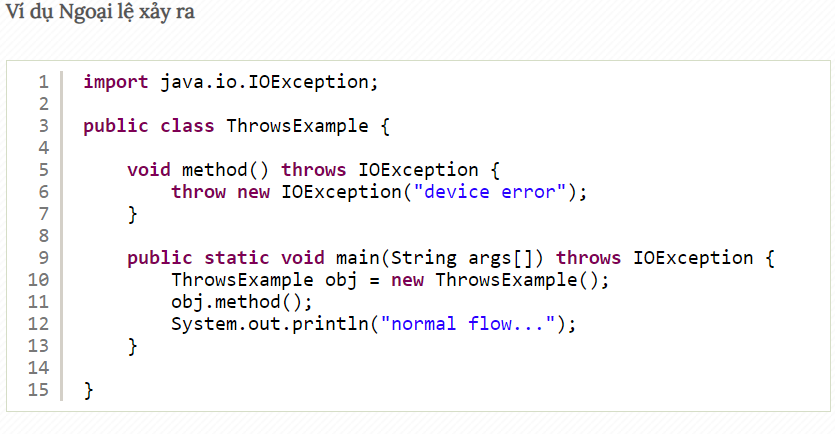 Ví dụ Ngoại lệ xảy ra
1 import java.io.IOException;
2
3 public class ThrowsExample {
4
5     void method() throws IOException {
6         throw new IOException("device error");
7     }
8
9     public static void main(String args[]) throws IOException {
10         ThrowsExample obj = new ThrowsExample();
11         obj.method();
12         System.out.println("normal flow...");
13     }
14
15 }